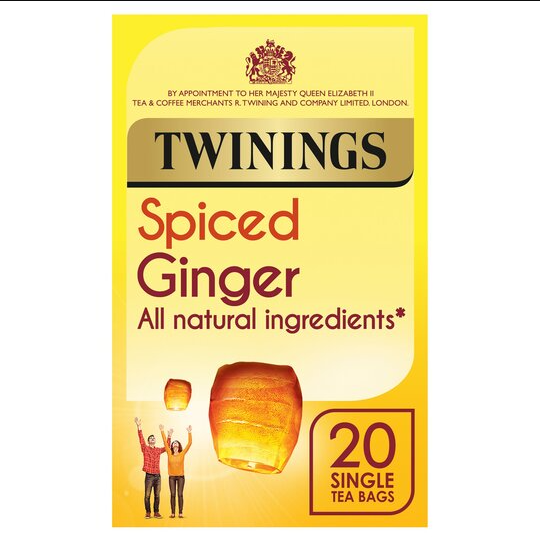 BY APPOINTMENT TO HER MAJESTY QUEEN ELIZABETH II
TEA & COFFEE MERCHANTS R. TWINING AND COMPANY LIMITED. LONDON.
TWININGS
Spiced
Ginger
All natural ingredients*
20
SINGLE
TEA BAGS